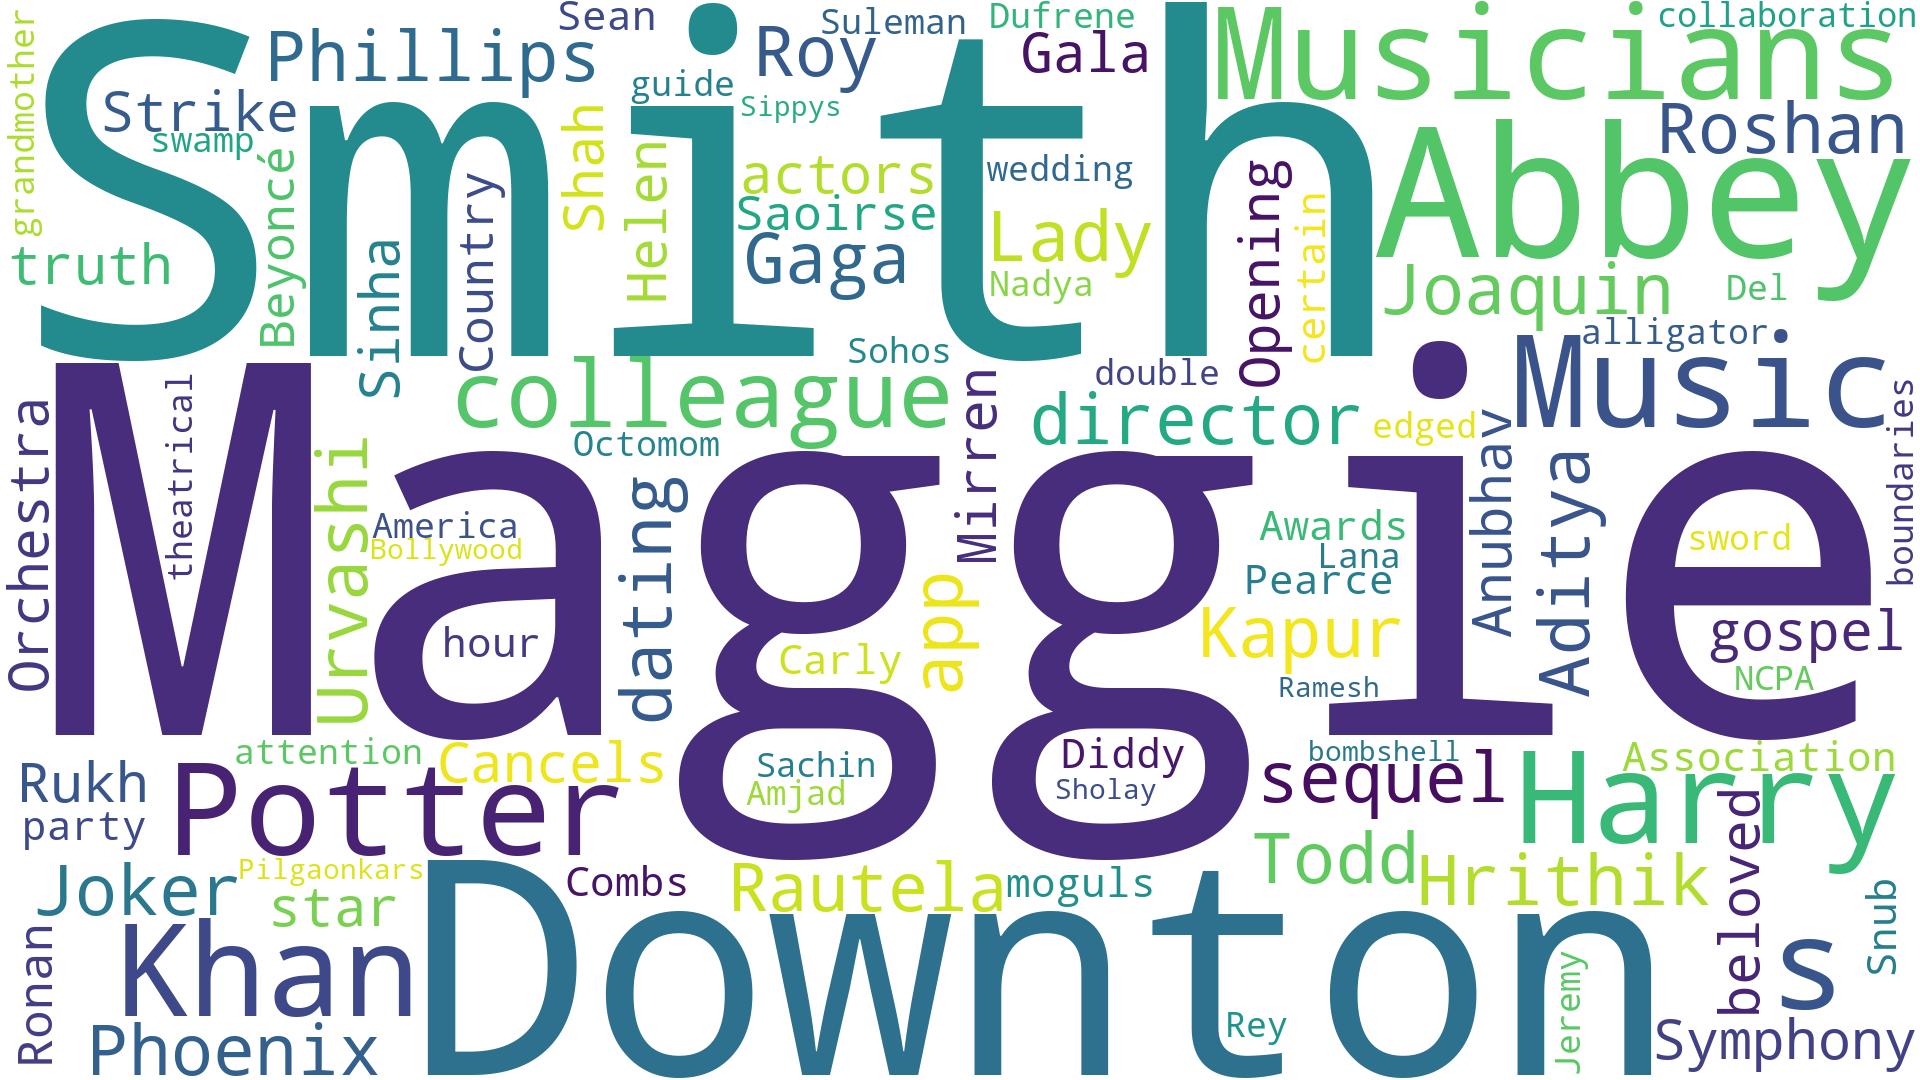 Smith
Maggie
Downton
Abbey
Musicians
Music
Potter
Harry
Khan
colleague
director
Phillips
Roy
Gala
Sean
Suleman
Dufrene
collaboration
Roshan
Strike
swamp
grandmother
truth
Beyoncé
Sinha
Country
Shah
guide
Sippys
Helen
actors
Saoirse
Gaga
wedding
Lady
Nadya
Opening
certain
Joaquin
Del
alligator
Sohos
double
Octomom
Mirren
edged
Anubhav
Aditya
boundaries
Orchestra
theatrical
Urvashi
America
Bollywood
hour
dating
app
Carly
Awards
Lana
Pearce
Kapur
Ramesh
sword
gospel
NCPA
attention
Cancels
Sachin
Amjad
Diddy
Sholay
bombshell
sequel
Association
Rukh
party
Joker
Pilgaonkars
star
Combs
Rautela
moguls
Todd
Hrithik
beloved
Snub
s
Ronan
Phoenix
Rey
Jeremy
Symphony